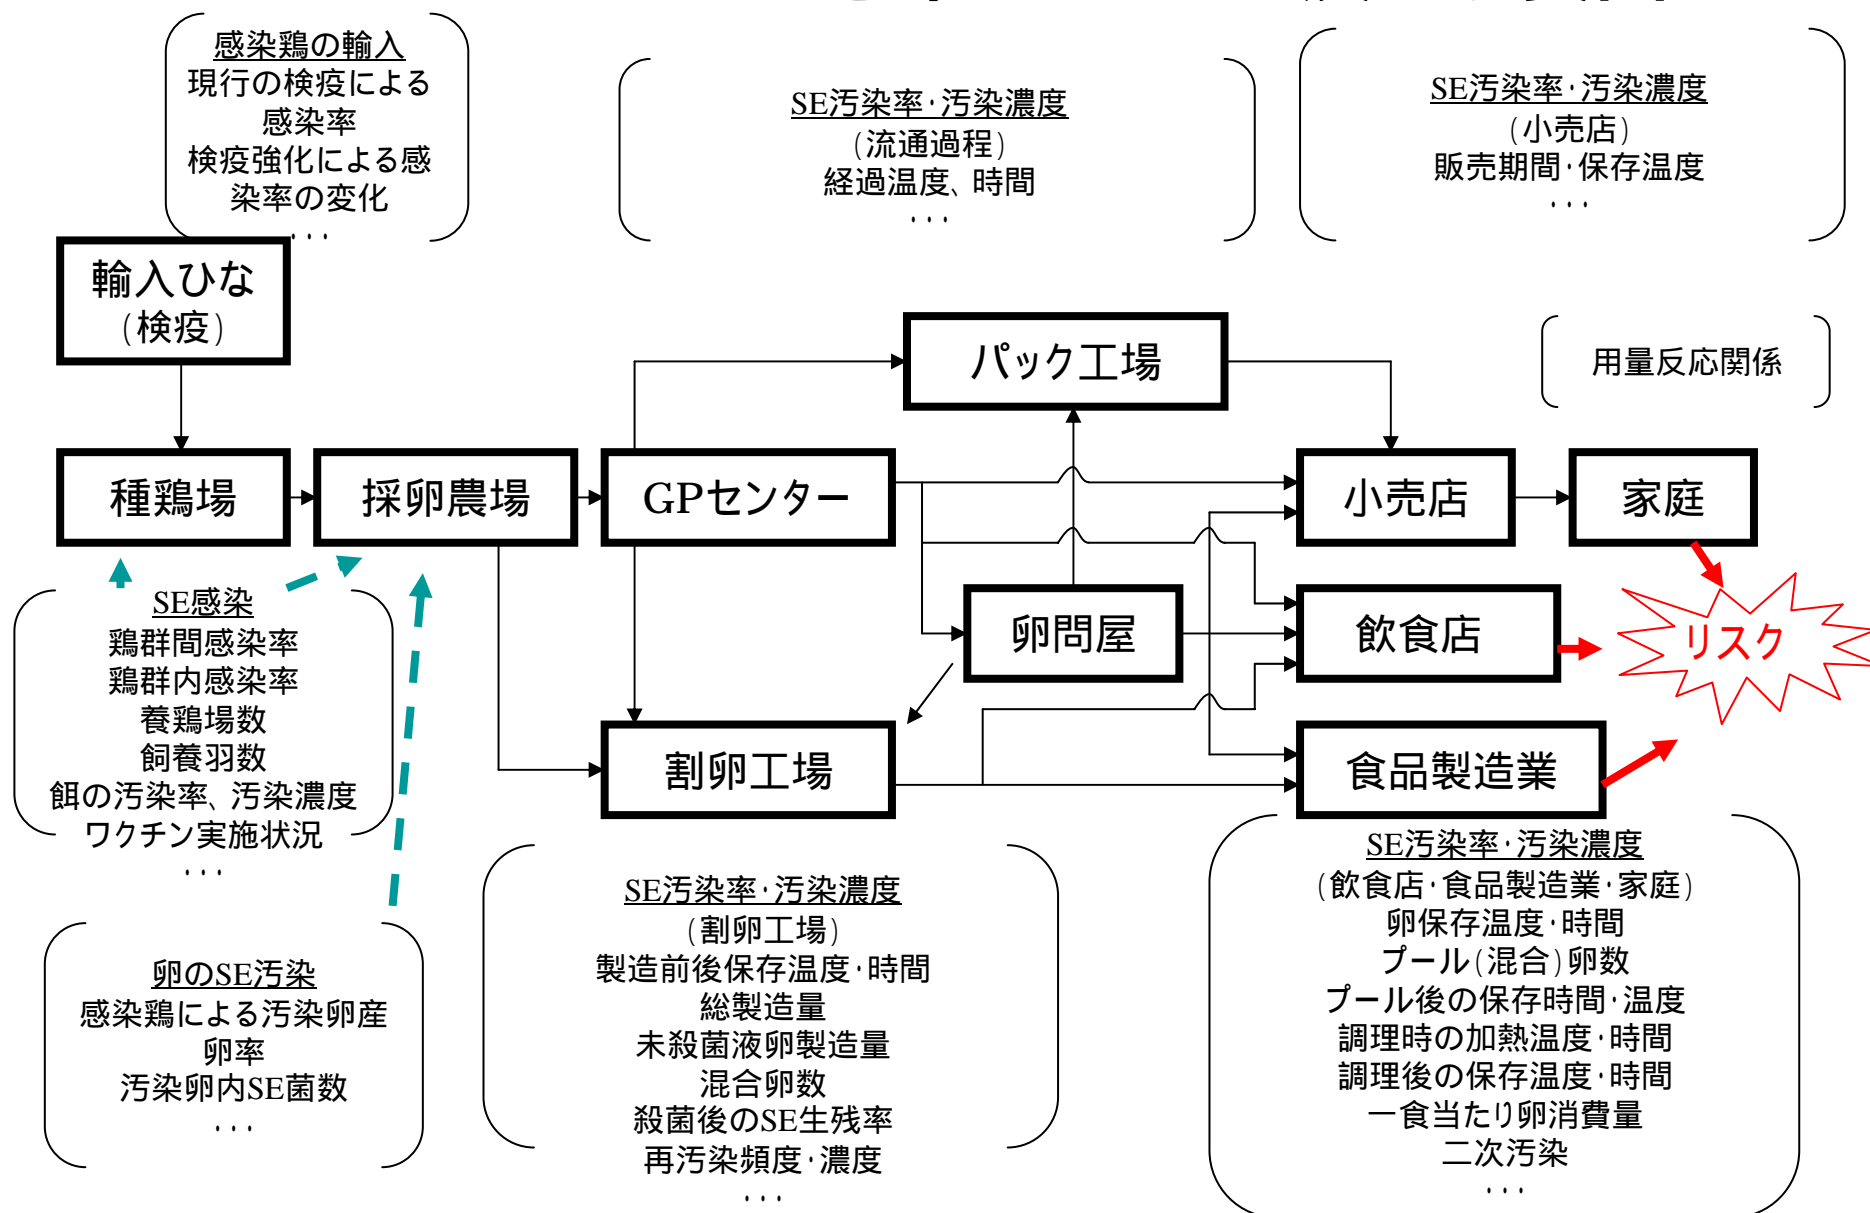 感染鶏の輸入
現行の検疫による
感染率
検疫強化による感
染率の変化
･･･
SE汚染率･汚染濃度
(流通過程)
経過温度、時間
･･･
SE汚染率･汚染濃度
(小売店)
販売期間･保存温度
･･･
輸入ひな
(検疫)
パック工場
用量反応関係
種鶏場
採卵農場
GPセンター
小売店
家庭
卵問屋
飲食店
リスク
割卵工場
食品製造業
SE感染
鶏群間感染率
鶏群内感染率
養鶏場数
飼養羽数
餌の汚染率、汚染濃度
ワクチン実施状況
･･･
卵のSE汚染
感染鶏による汚染卵産
卵率
汚染卵内SE菌数
･･･
SE汚染率･汚染濃度
(割卵工場)
製造前後保存温度･時間
総製造量
未殺菌液卵製造量
混合卵数
殺菌後のSE生残率
再汚染頻度･濃度
･･･
SE汚染率･汚染濃度
(飲食店･食品製造業･家庭)
卵保存温度･時間
プール(混合)卵数
プール後の保存時間･温度
調理時の加熱温度･時間
調理後の保存温度･時間
一食当たり卵消費量
二次汚染
･･･